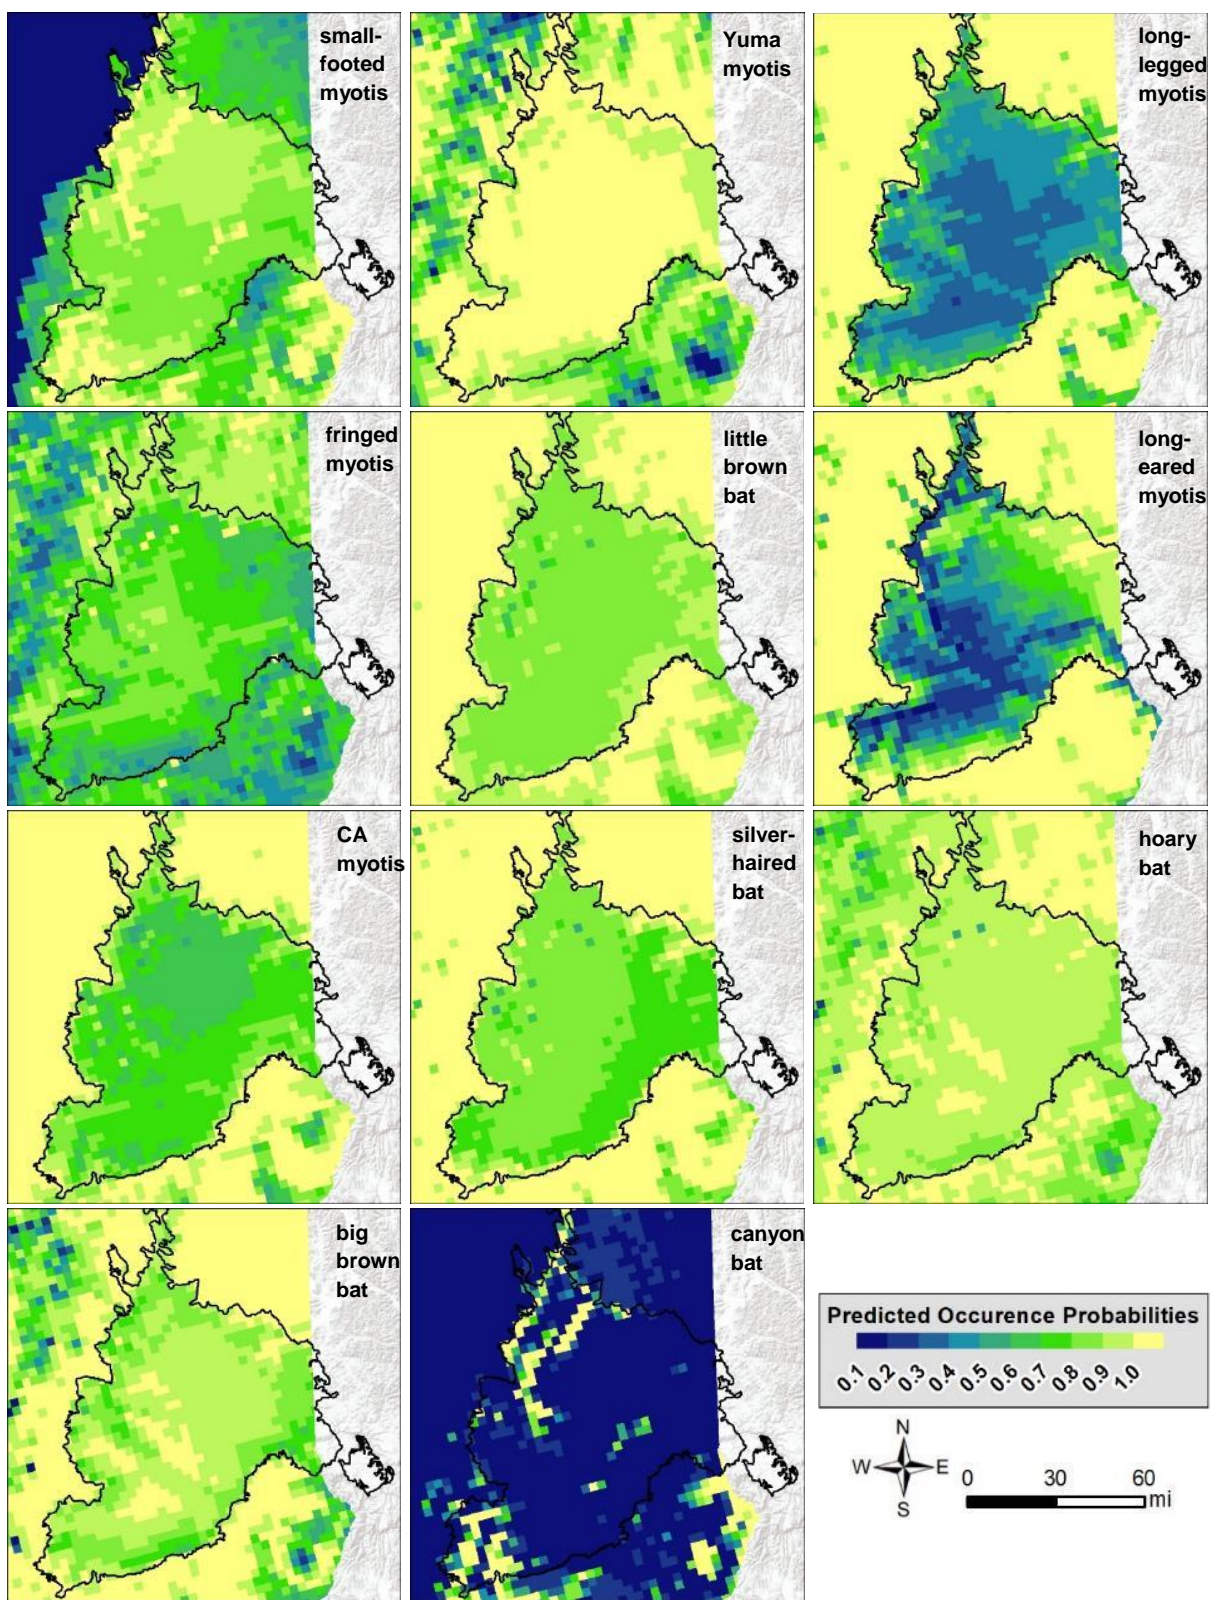 small-
footed
myotis
Yuma
myotis
long-
legged
myotis
fringed
myotis
little
brown
bat
long-
eared
myotis
CA
myotis
silver-
haired
bat
hoary
bat
big
brown
bat
canyon
bat
Predicted Occurence Probabilities
0.1 0.2 0.3 0.4 0.5 0.6 0.7 0.8 0.9 1.0
N
W E
S
0 30 60
mi